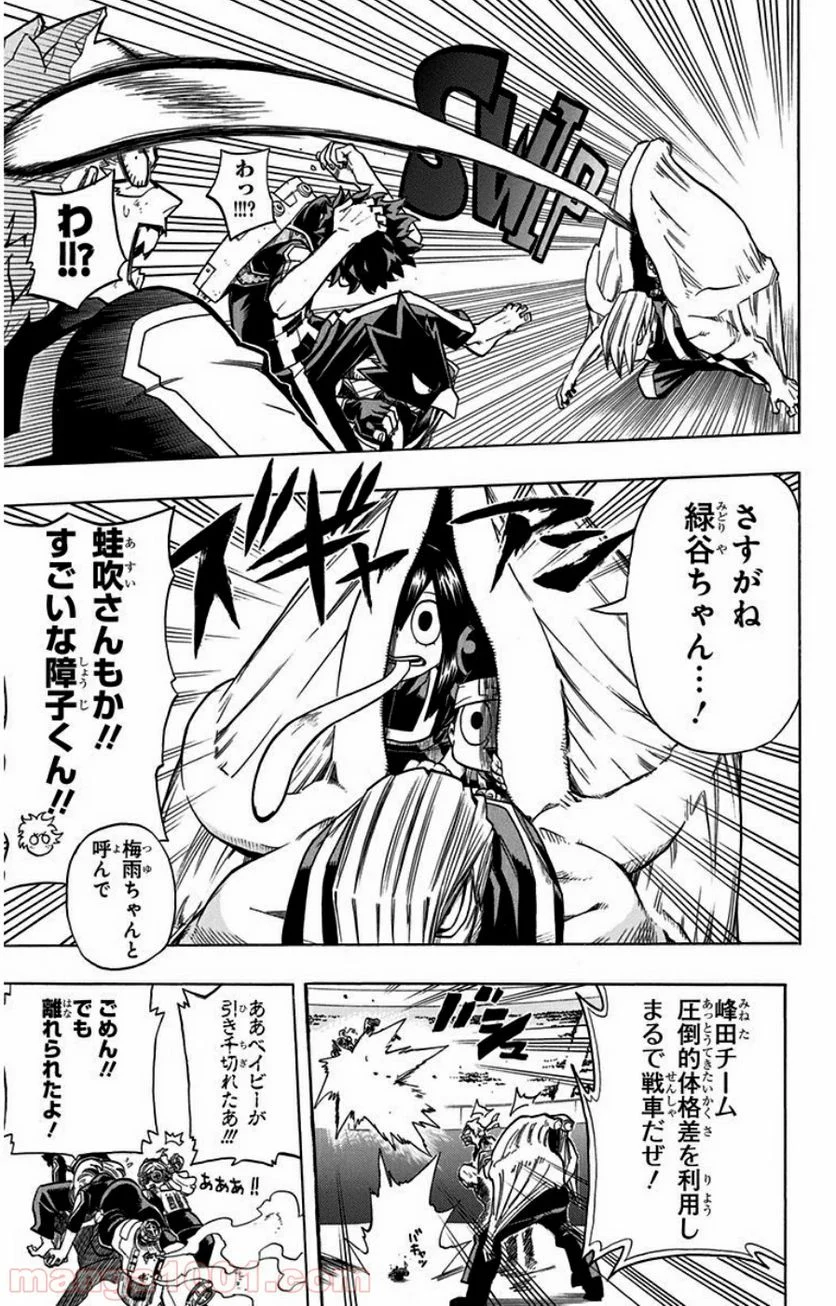 SWIP
わっ!!!?
わ!!?
さすがね
緑谷ちゃん…!
ズギャアン
蛙吹さんもか!!
すごいな障子くん!!
梅雨ちゃんと
呼んで
峰田チーム
圧倒的体格差を利用し
まるで戦車だぜ!
バシュ
バキャッ
ああベイビーが
引き千切れたあ!!!
ごめん!!
でも
離れられたよ!
あぁあぁ!!
manga1001.com